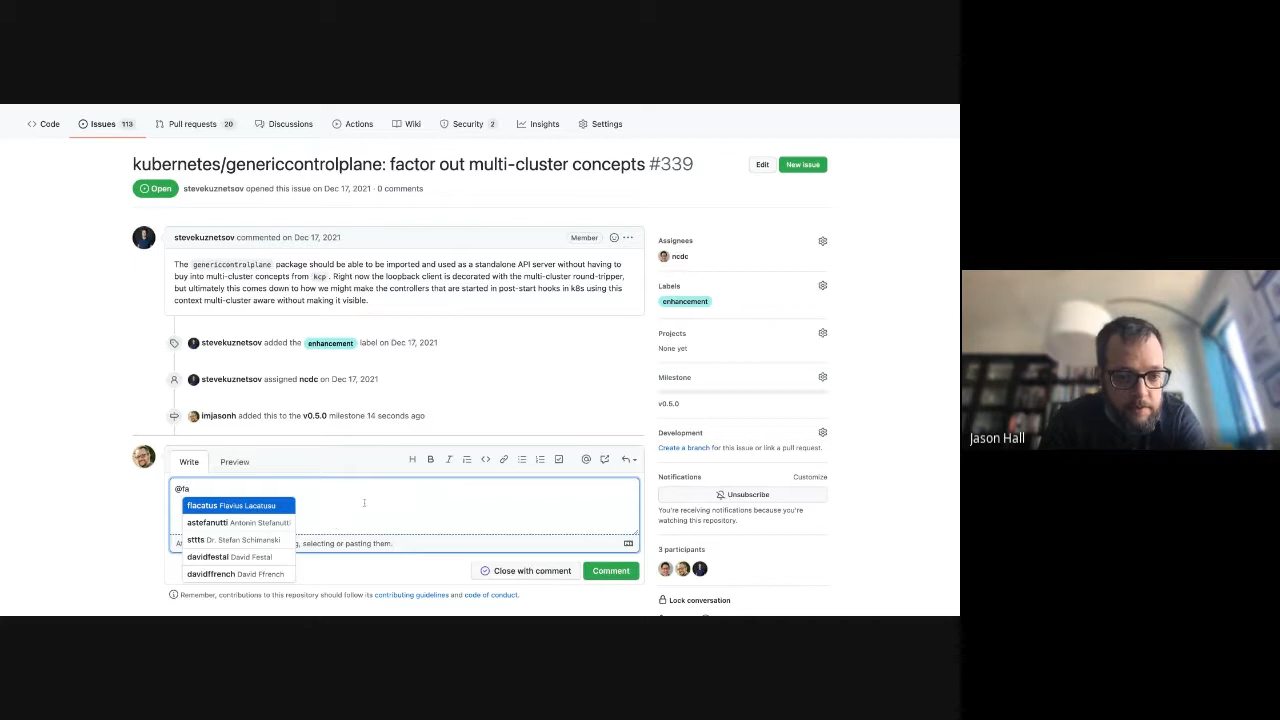 Code Issues 113 Pull requests 20 Discussions Actions Wiki Security 2 Insights Settings
kubernetes/genericcontrolplane: factor out multi-cluster concepts #339
Edit New issue
Open stevekuznetsov opened this issue on Dec 17, 2021 · 0 comments
stevekuznetsov commented on Dec 17, 2021
Member
The genericcontrolplane package should be able to be imported and used as a standalone API server without having to
buy into multi-cluster concepts from kcp. Right now the loopback client is decorated with the multi-cluster round-tripper,
but ultimately this comes down to how we might make the controllers that are started in post-start hooks in k8s using this
context multi-cluster aware without making it visible.
stevekuznetsov added the enhancement label on Dec 17, 2021
stevekuznetsov assigned ncdc on Dec 17, 2021
imjasonh added this to the v0.5.0 milestone 14 seconds ago
Write Preview
H B I
@fa
flacatus Flavius Lacatusu
astefanutti Antonin Stefanutti
sttts Dr. Stefan Schimanski
davidfestal David Festal
davidffrench David Ffrench
, selecting or pasting them.
Close with comment Comment
Remember, contributions to this repository should follow its contributing guidelines and code of conduct.
Assignees
ncdc
Labels
enhancement
Projects
None yet
Milestone
v0.5.0
Development
Create a branch for this issue or link a pull request.
Notifications Customize
Unsubscribe
You're receiving notifications because you're
watching this repository.
3 participants
Lock conversation
Jason Hall